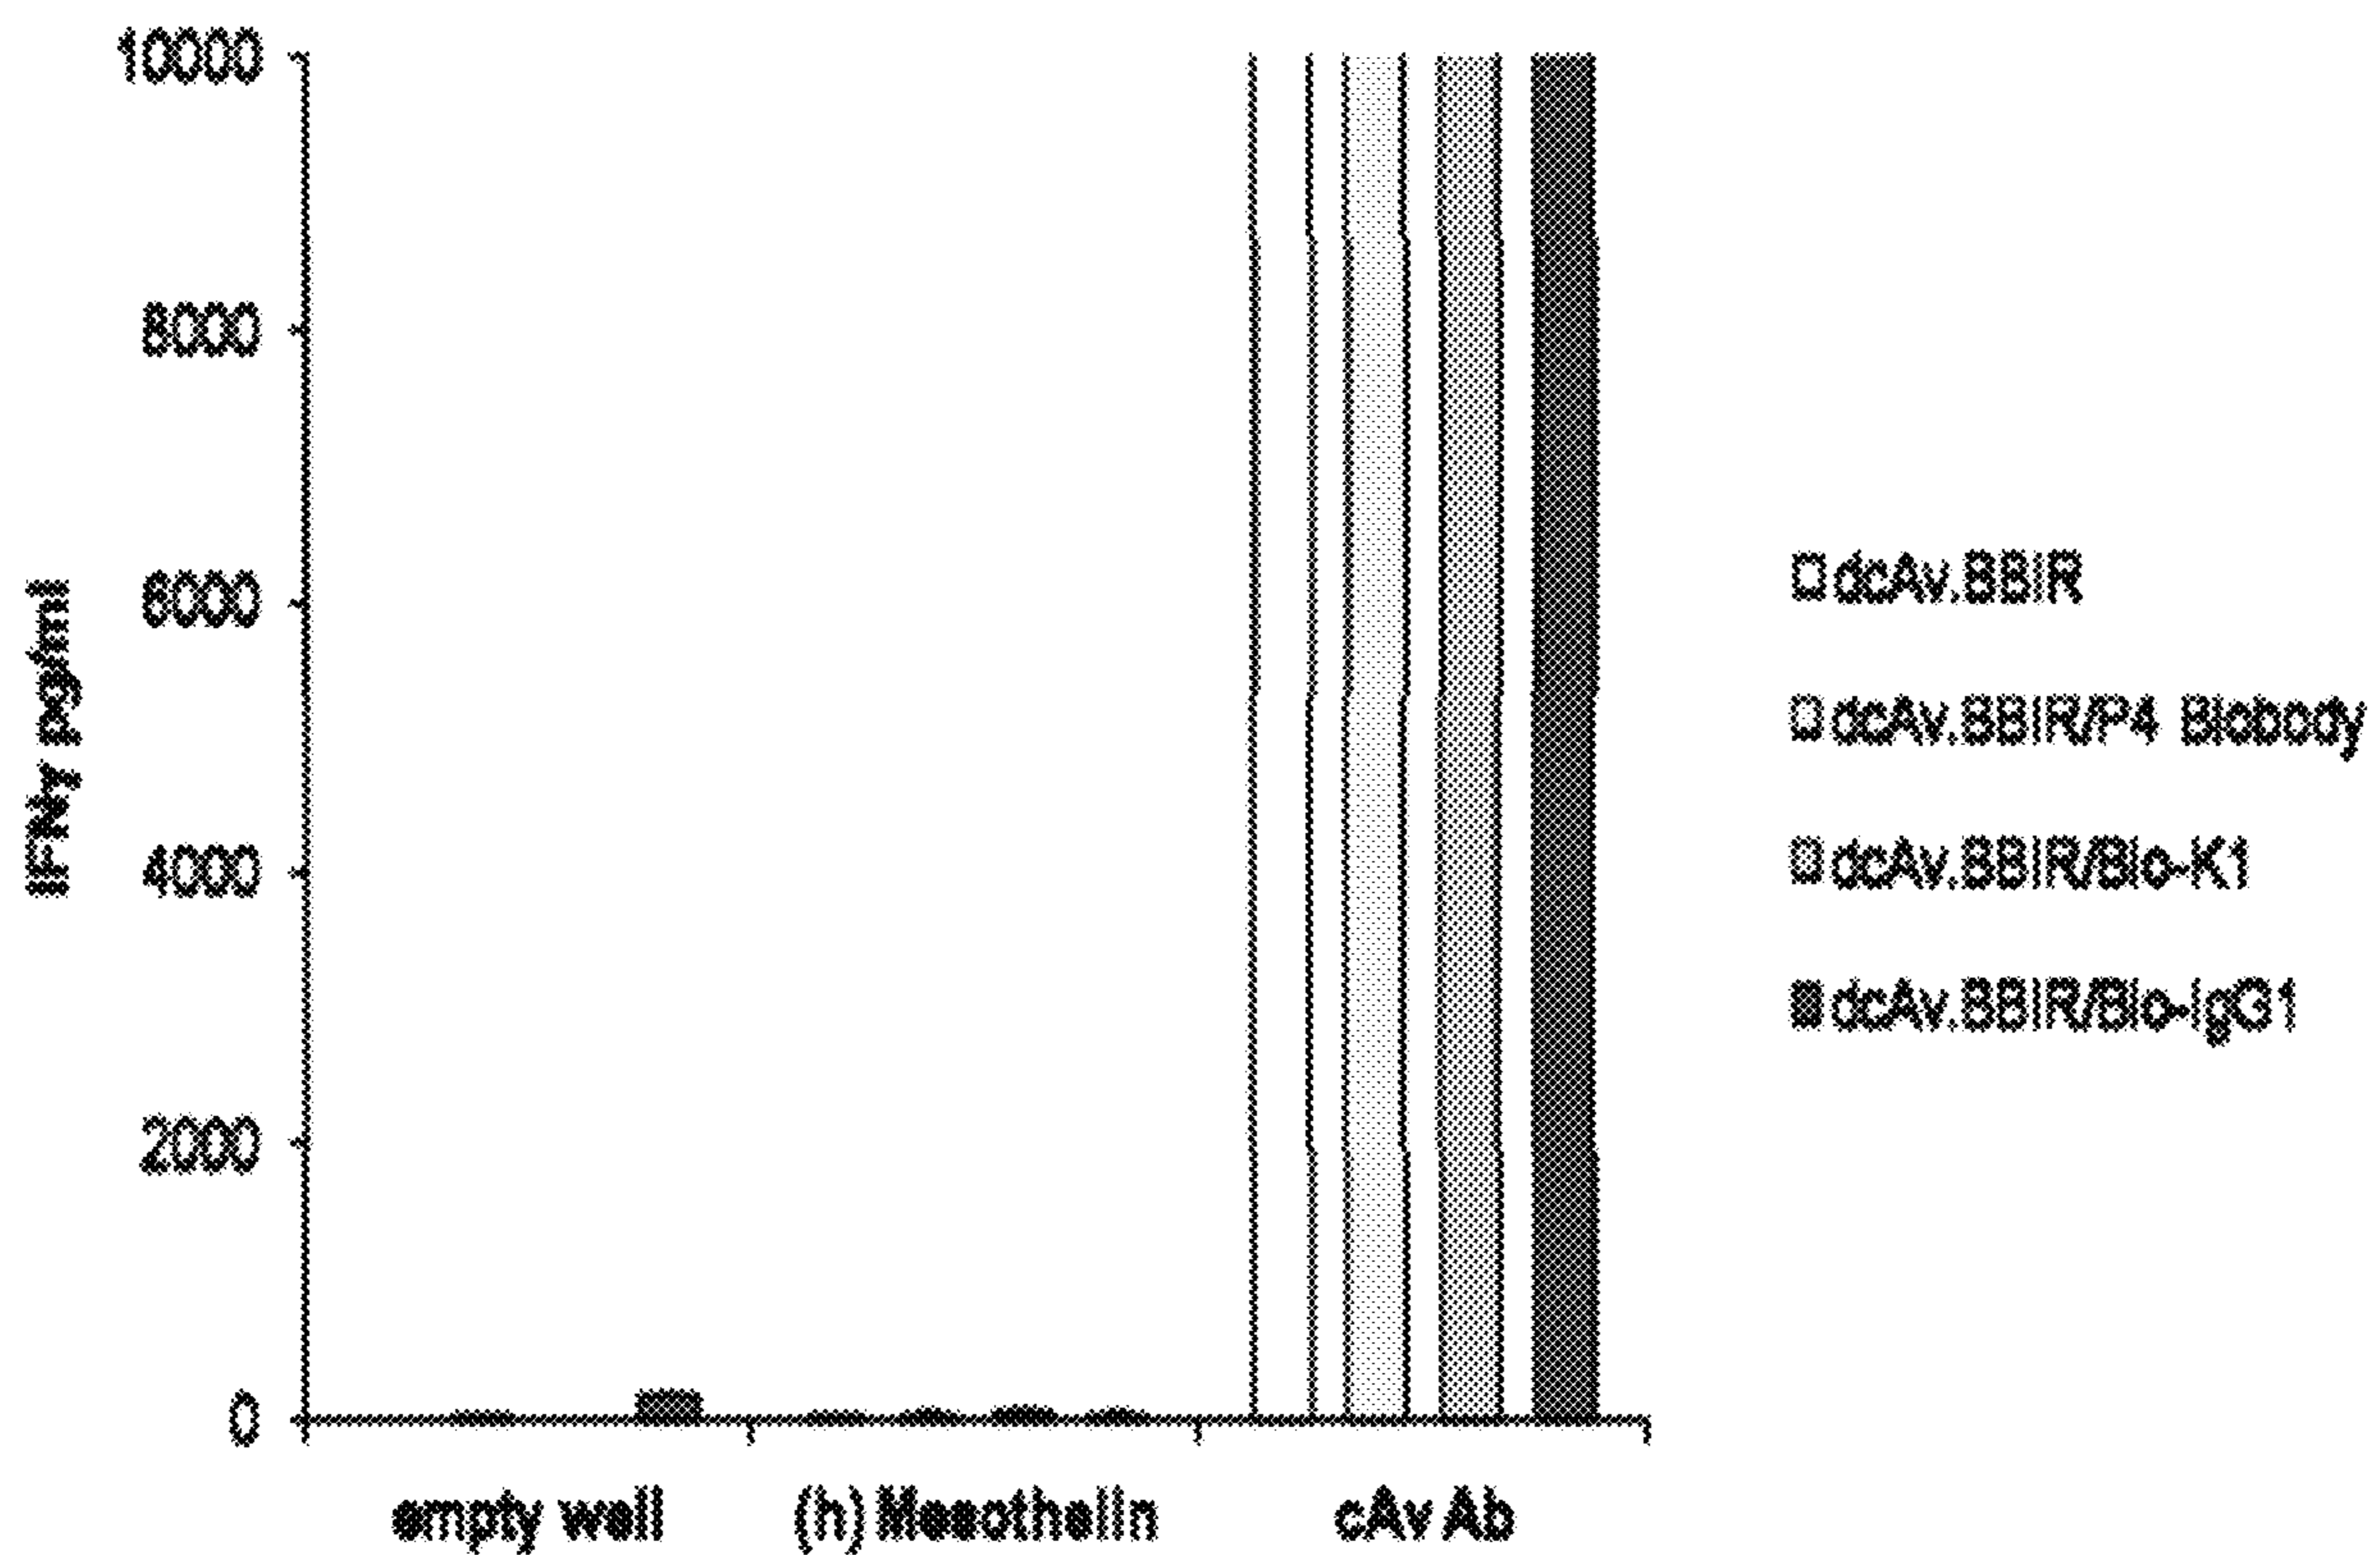 10000
8000
6000
4000
2000
0
IFNγ pg/ml
empty well
(h) Mesothelin
cAv Ab
dcAv.BBIR
dcAv.BBIR/P4 Biobody
dcAv.BBIR/Bio-K1
dcAv.BBIR/Bio-IgG1